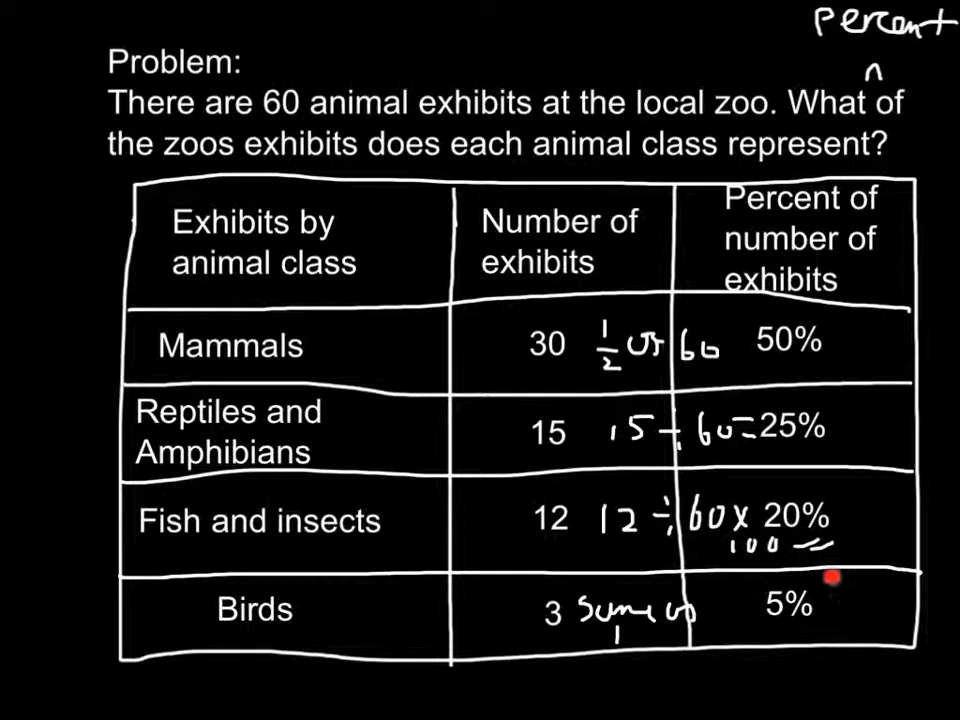 percent
Problem:
^
There are 60 animal exhibits at the local zoo. What of
the zoos exhibits does each animal class represent?
Exhibits by
animal class
Number of
exhibits
Percent of
number of
exhibits
Mammals
30
1/2 of 60
50%
Reptiles and
Amphibians
15
15 ÷ 60 =
25%
Fish and insects
12
12 ÷ 60 x
100 =
20%
Birds
3
5%